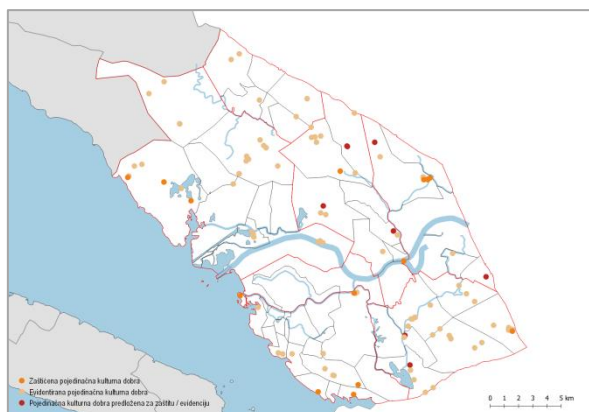 Zaštićena pojedinačna kulturna dobra
Evidentirana pojedinačna kulturna dobra
Pojedinačna kulturna dobra predložena za zaštitu / evidenciju
0 1 2 3 4 5 km